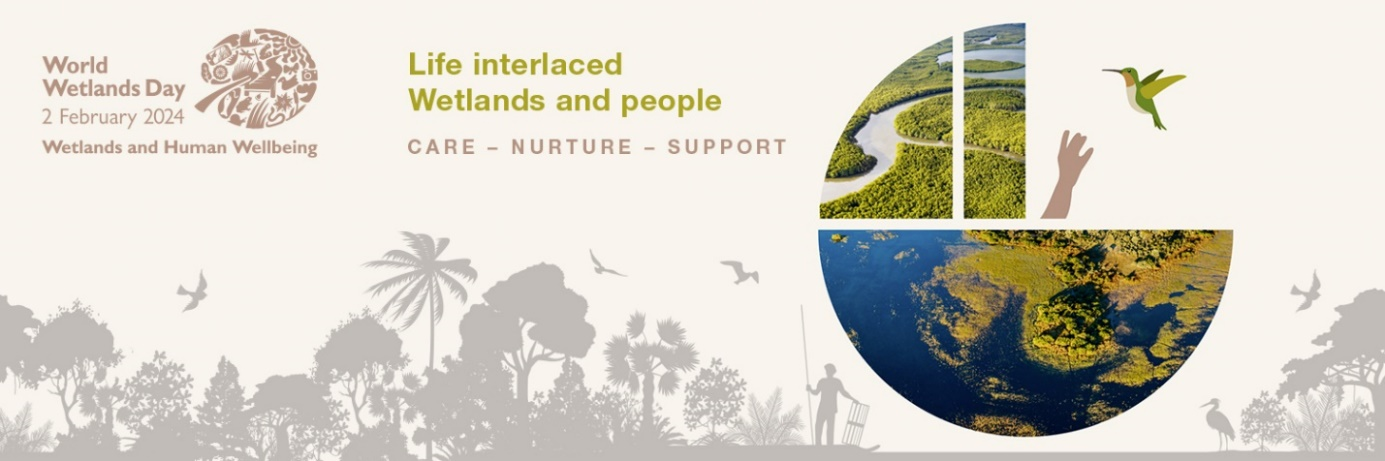 World
Wetlands Day
2 February 2024
Wetlands and Human Wellbeing
Life interlaced
Wetlands and people
CARE – NURTURE – SUPPORT